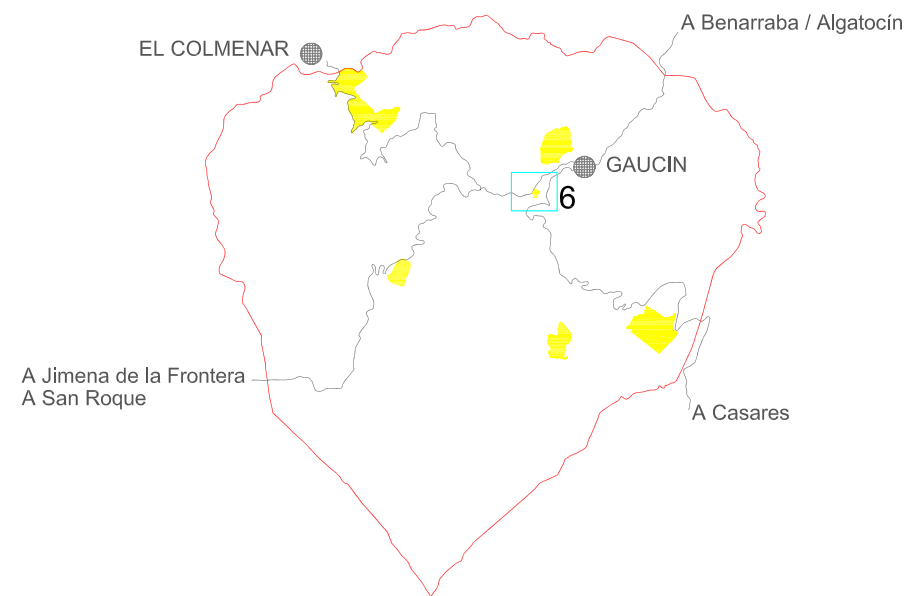 A Benarraba / Algatocín
EL COLMENAR
GAUCIN
6
A Jimena de la Frontera
A San Roque
A Casares